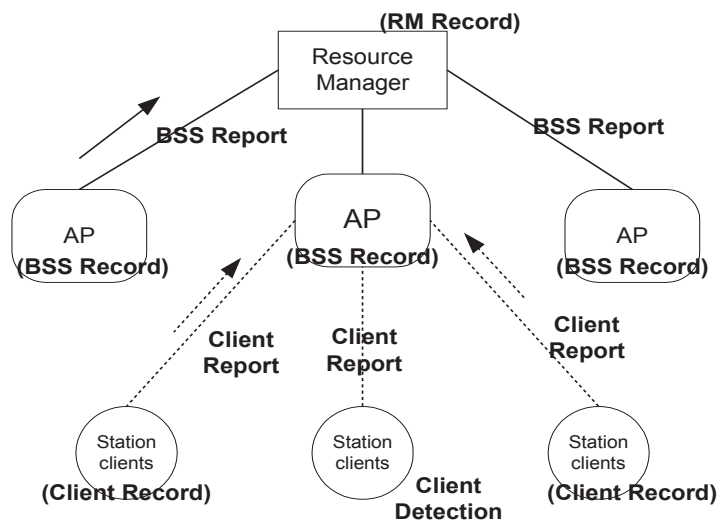 (RM Record)
Resource
Manager
BSS Report
BSS Report
AP
(BSS Record)
AP
(BSS Record)
AP
(BSS Record)
Client
Report
Client
Report
Client
Report
Station
clients
(Client Record)
Station
clients
Client
Detection
Station
clients
(Client Record)